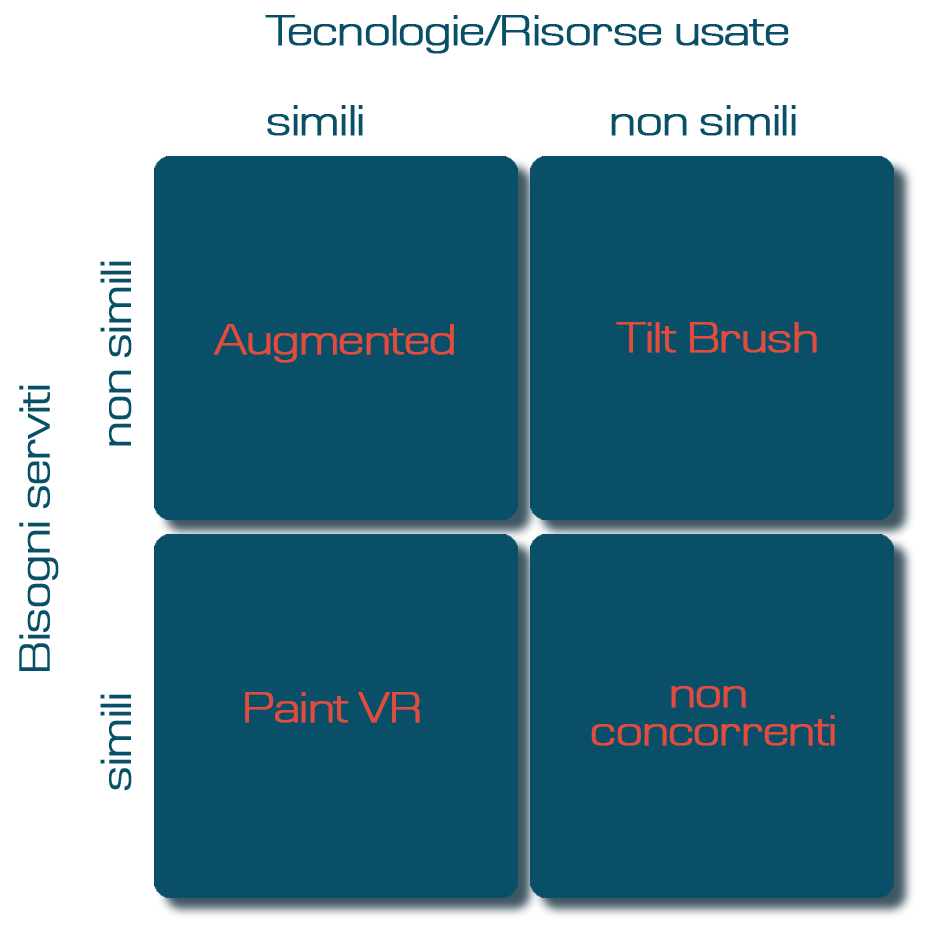 Tecnologie/Risorse usate
simili
non simili
Bisogni serviti
non simili
Augmented
Tilt Brush
simili
Paint VR
non
concorrenti